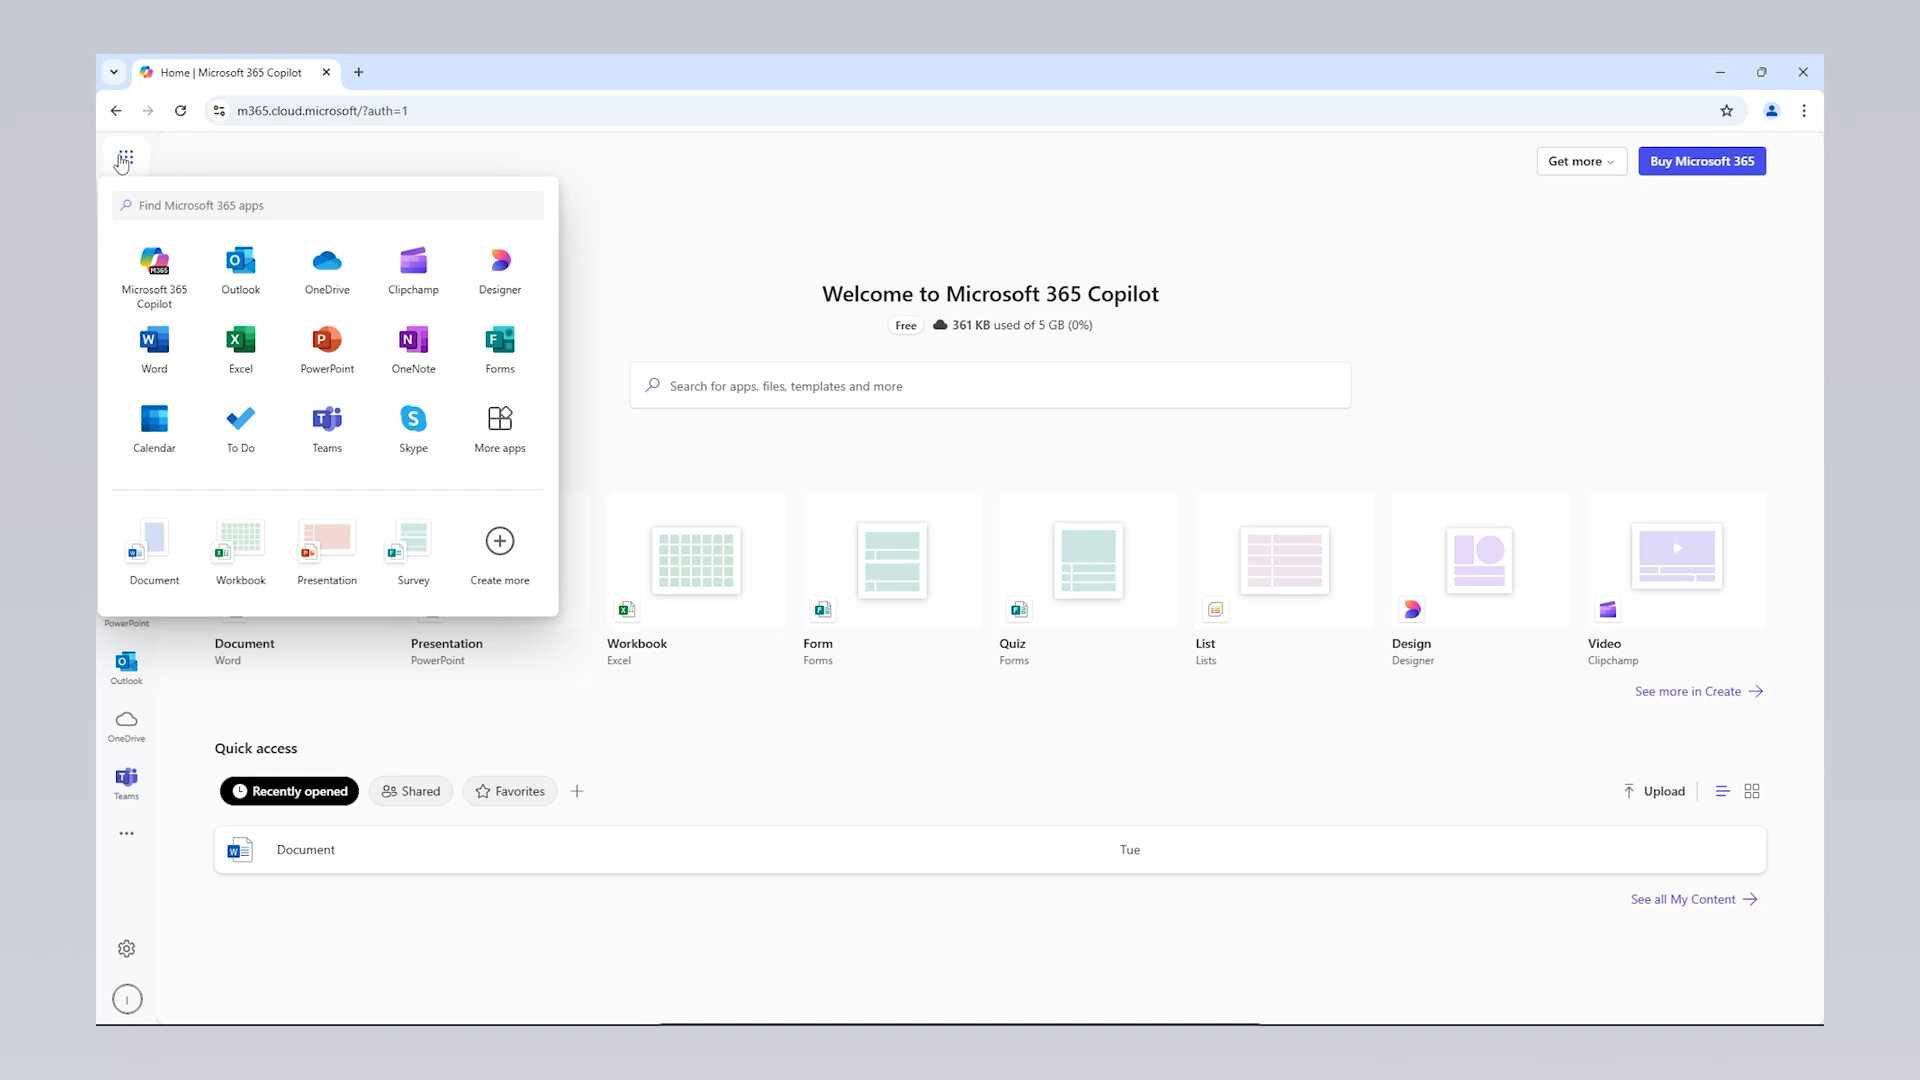 Home | Microsoft 365 Copilot
m365.cloud.microsoft/?auth=1
Get more
Buy Microsoft 365
Find Microsoft 365 apps
M365
Microsoft 365
Copilot
Outlook
OneDrive
Clipchamp
Designer
Word
Excel
PowerPoint
OneNote
Forms
Calendar
To Do
Teams
Skype
More apps
Document
Workbook
Presentation
Survey
Create more
Welcome to Microsoft 365 Copilot
Free 361 KB used of 5 GB (0%)
Search for apps, files, templates and more
PowerPoint
Outlook
OneDrive
Teams
Document
Word
Presentation
PowerPoint
Workbook
Excel
Form
Forms
Quiz
Forms
List
Lists
Design
Designer
Video
Clipchamp
See more in Create
Quick access
Recently opened
Shared
Favorites
Upload
Document
Tue
See all My Content
I